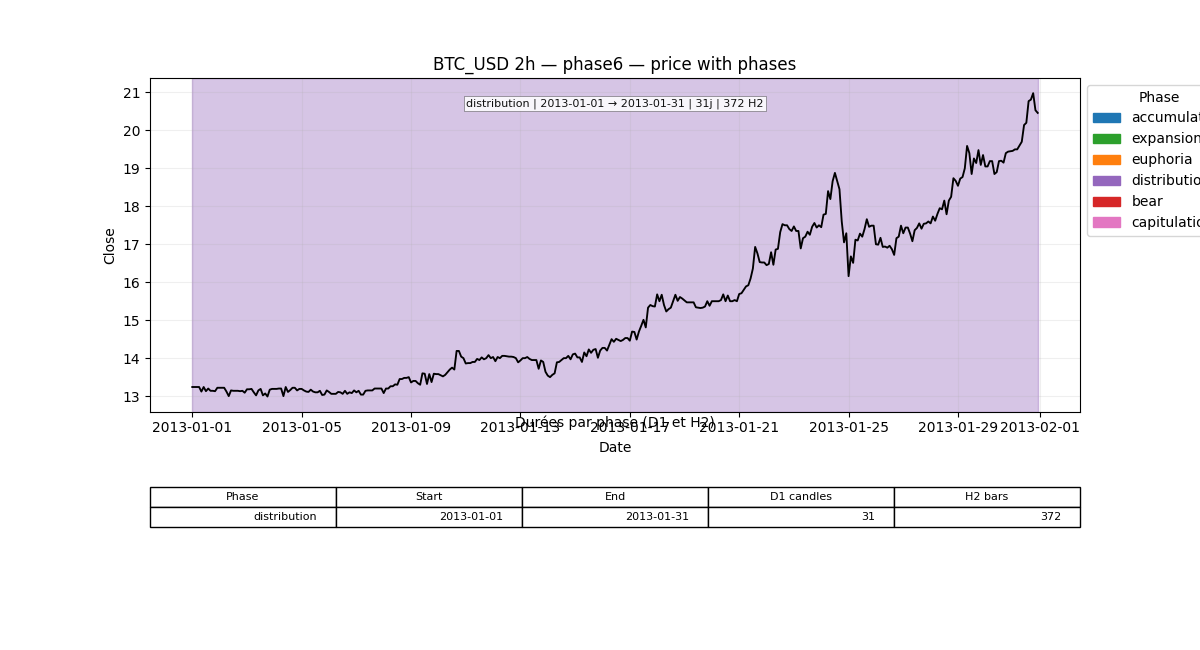 BTC_USD 2h — phase6 — price with phases
distribution | 2013-01-01 → 2013-01-31 | 31j | 372 H2
Close
21
20
19
18
17
16
15
14
13
Phase
accumulat
expansion
euphoria
distributio
bear
capitulatio
2013-01-01 2013-01-05 2013-01-09 2013-01-13 2013-01-17 2013-01-21 2013-01-25 2013-01-29 2013-02-01
Durées par phase (D1 et H2)
Date
Phase Start End D1 candles H2 bars
distribution 2013-01-01 2013-01-31 31 372